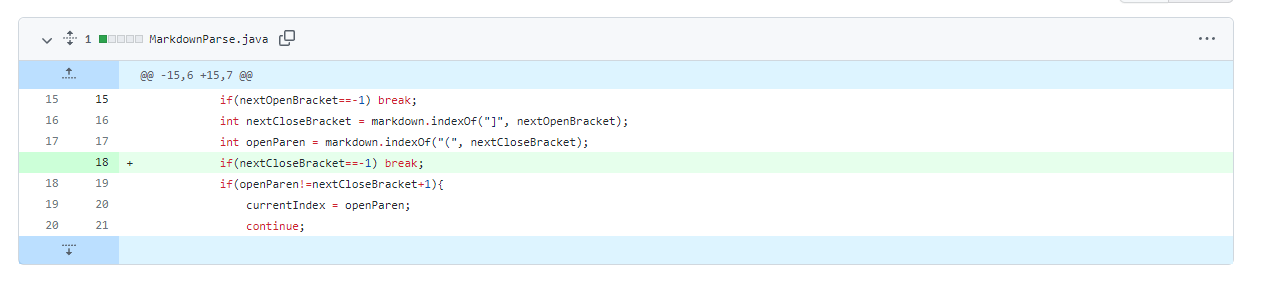 1 MarkdownParse.java
@@ -15,6 +15,7 @@
15 15 if(nextOpenBracket==-1) break;
16 16 int nextCloseBracket = markdown.indexOf("]", nextOpenBracket);
17 17 int openParen = markdown.indexOf("(", nextCloseBracket);
18 + if(nextCloseBracket==-1) break;
18 19 if(openParen!=nextCloseBracket+1){
19 20 currentIndex = openParen;
20 21 continue;